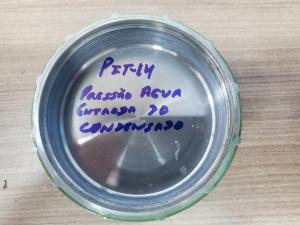 PIT-14
PRESSÃO AGUA
ENTRADA DO
CONDENSADO